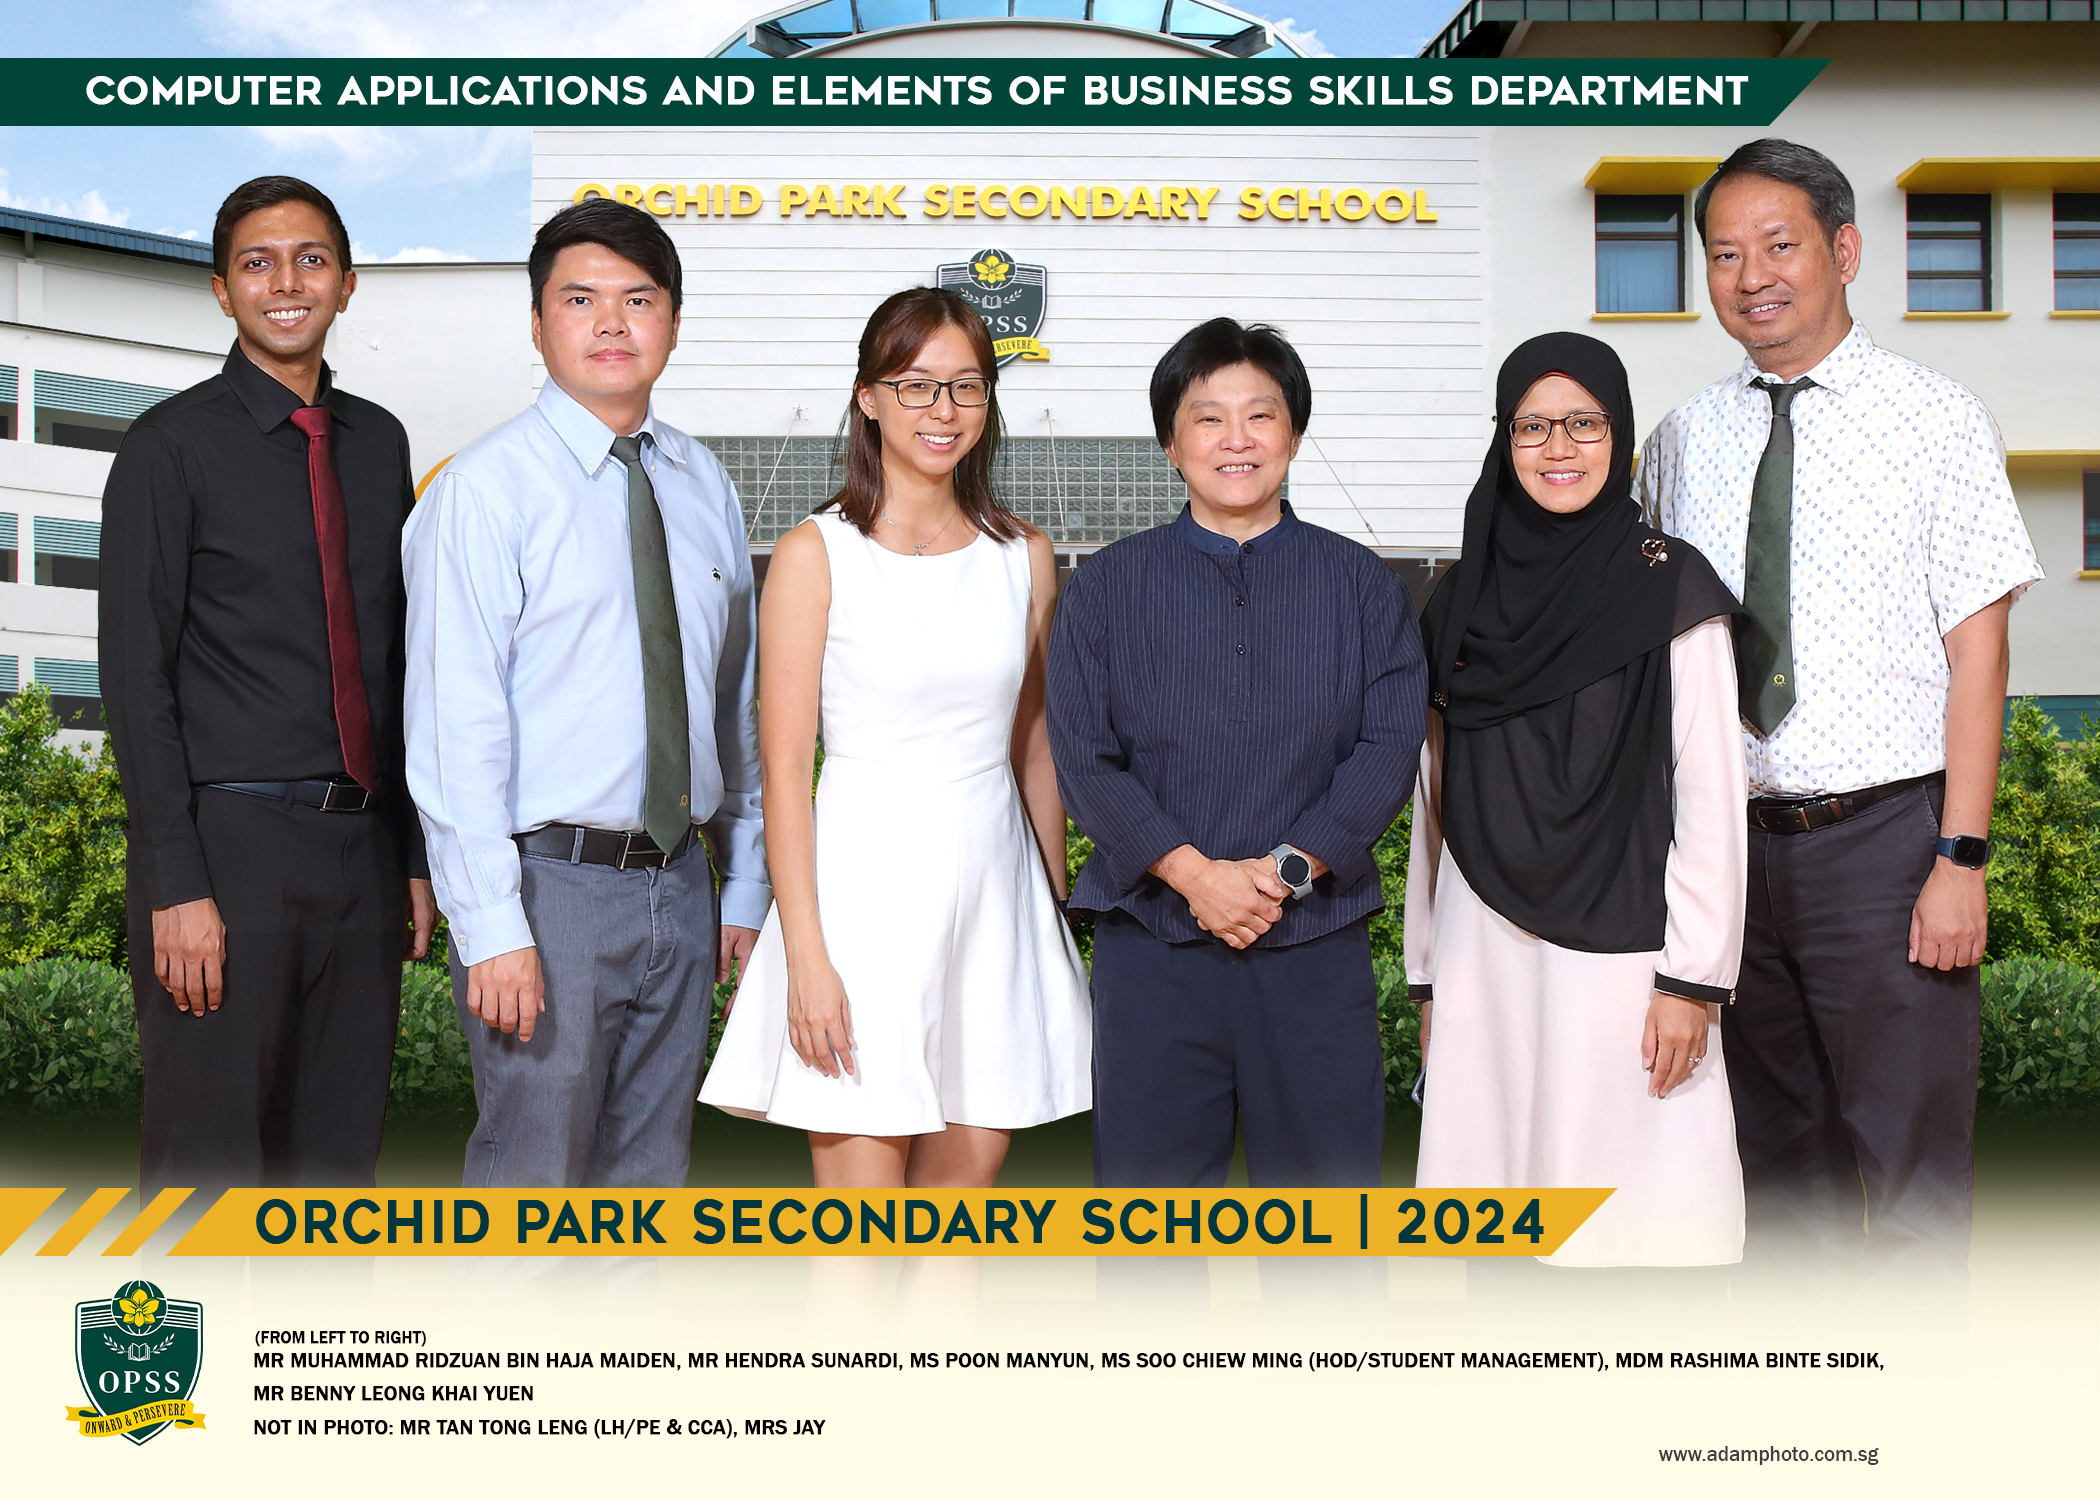 COMPUTER APPLICATIONS AND ELEMENTS OF BUSINESS SKILLS DEPARTMENT
ORCHID PARK SECONDARY SCHOOL
OPSS
PERSEVERE
ORCHID PARK SECONDARY SCHOOL | 2024
OPSS
ONWARD & PERSEVERE
(FROM LEFT TO RIGHT)
MR MUHAMMAD RIDZUAN BIN HAJA MAIDEN, MR HENDRA SUNARDI, MS POON MANYUN, MS SOO CHIEW MING (HOD/STUDENT MANAGEMENT), MDM RASHIMA BINTE SIDIK,
MR BENNY LEONG KHAI YUEN
NOT IN PHOTO: MR TAN TONG LENG (LH/PE & CCA), MRS JAY
www.adamphoto.com.sg